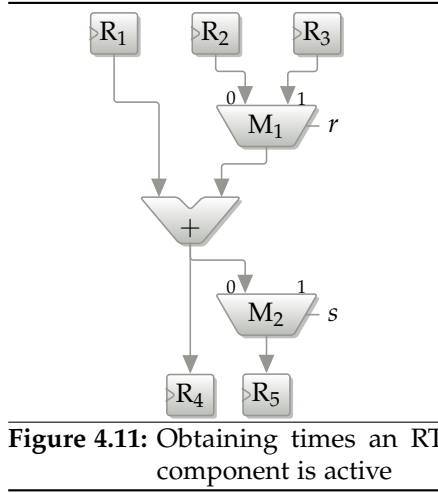 R1 R2 R3
0 1
M1 r
+
0 1
M2 s
R4 R5
Figure 4.11: Obtaining times an RT
component is active